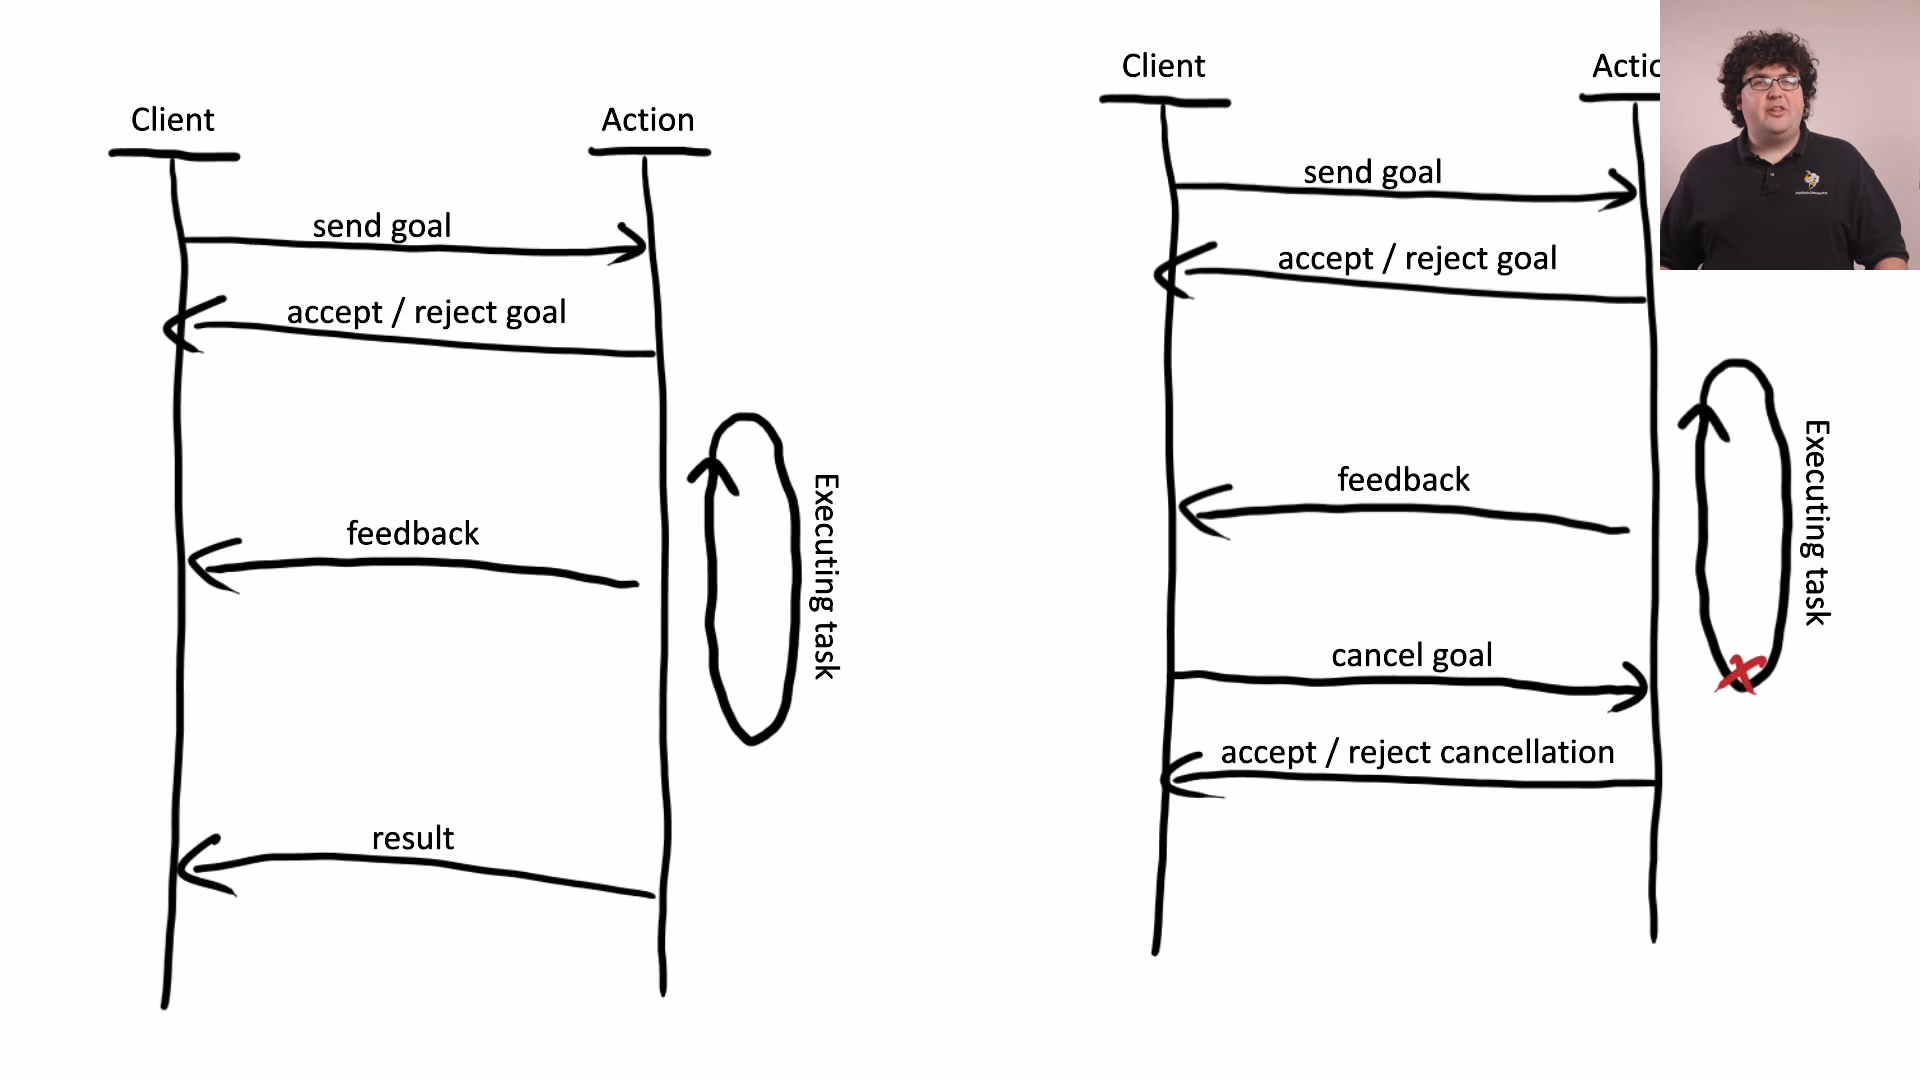 Client
Action
send goal
accept / reject goal
feedback
Executing task
result
Client
Actio
send goal
accept / reject goal
feedback
Executing task
cancel goal
accept / reject cancellation